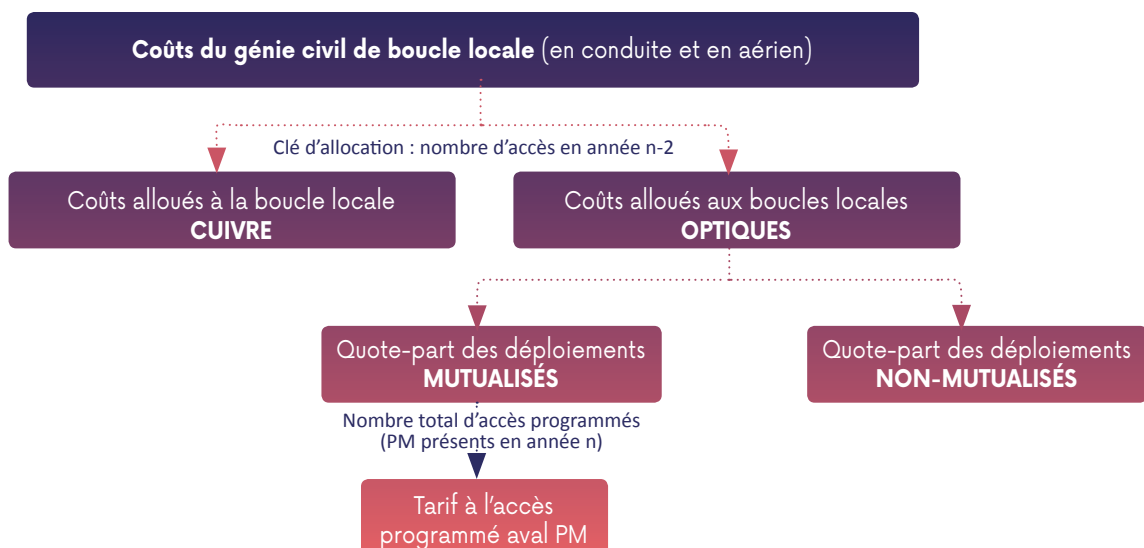 Coûts du génie civil de boucle locale (en conduite et en aérien)
Clé d'allocation : nombre d'accès en année n-2
Coûts alloués à la boucle locale
CUIVRE
Coûts alloués aux boucles locales
OPTIQUES
Quote-part des déploiements
MUTUALISÉS
Quote-part des déploiements
NON-MUTUALISÉS
Nombre total d'accès programmés
(PM présents en année n)
Tarif à l'accès
programmé aval PM